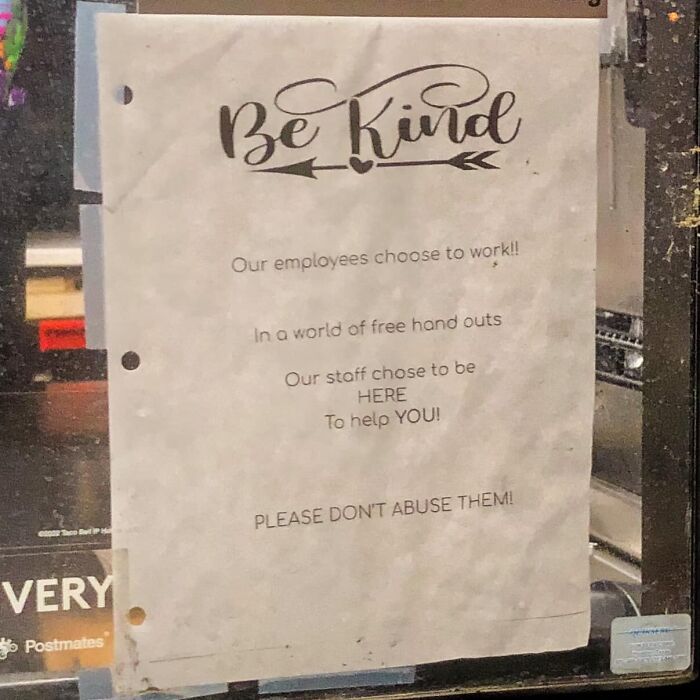 Be Kind
Our employees choose to work!!
In a world of free hand outs
Our staff chose to be
HERE
To help YOU!
PLEASE DON'T ABUSE THEM!
VERY
Postmates